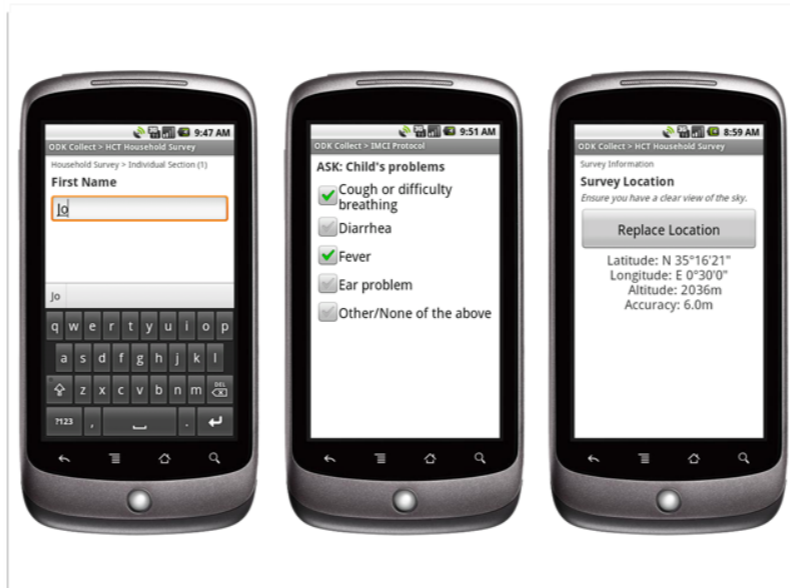 9:47 AM
ODK Collect > HCT Household Survey
Household Survey > Individual Section (1)
First Name
Jo
Jo
q w e r t y u i o p
a s d f g h j k l
z x c v b n m DEL
?123 , .
9:51 AM
ODK Collect > IMCI Protocol
ASK: Child's problems
Cough or difficulty
breathing
Diarrhea
Fever
Ear problem
Other/None of the above
8:59 AM
ODK Collect > HCT Household Survey
Survey Information
Survey Location
Ensure you have a clear view of the sky.
Replace Location
Latitude: N 35°16'21"
Longitude: E 0°30'0"
Altitude: 2036m
Accuracy: 6.0m